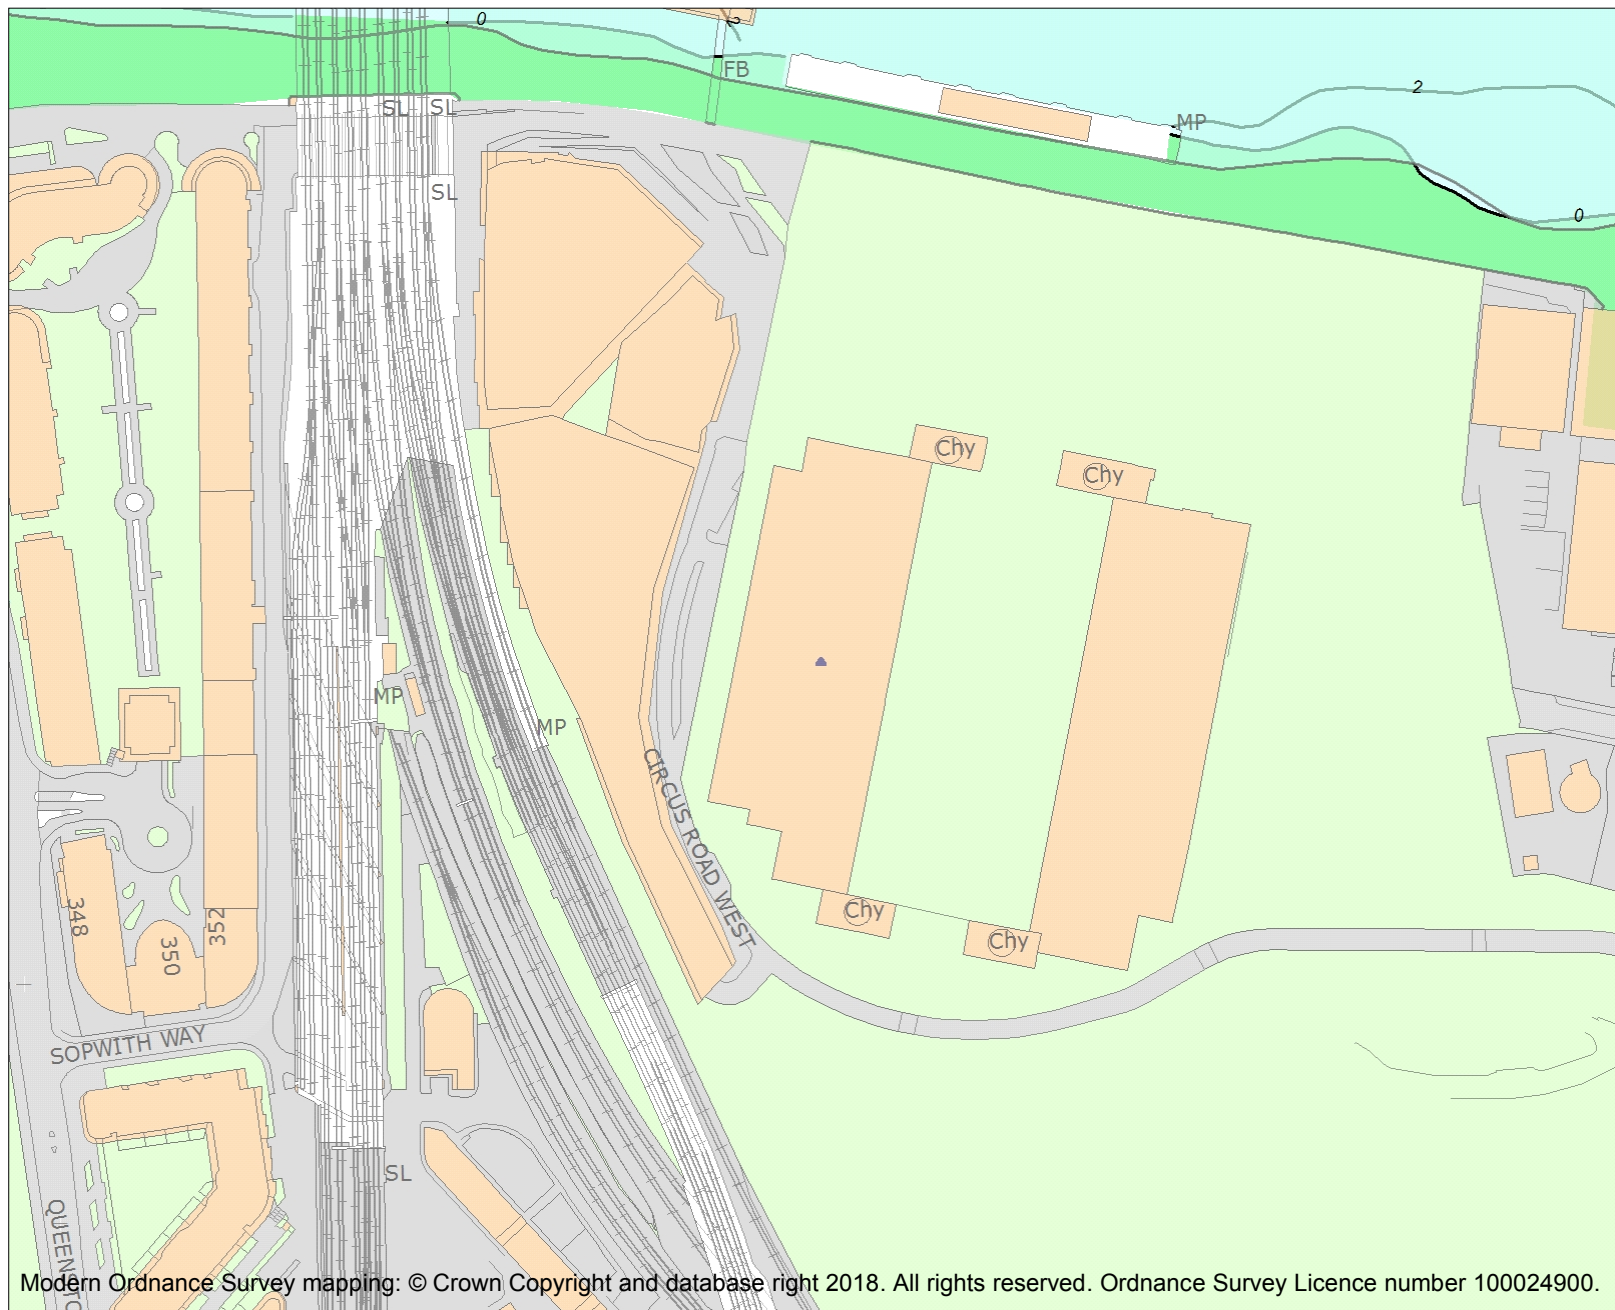 0
2
FB
2
SL SL
MP
SL
0
Chy
Chy
MP
MP
CIRCUS ROAD WEST
348
350
352
Chy
Chy
SOPWITH WAY
SL
Modern Ordnance Survey mapping: © Crown Copyright and database right 2018. All rights reserved. Ordnance Survey Licence number 100024900.